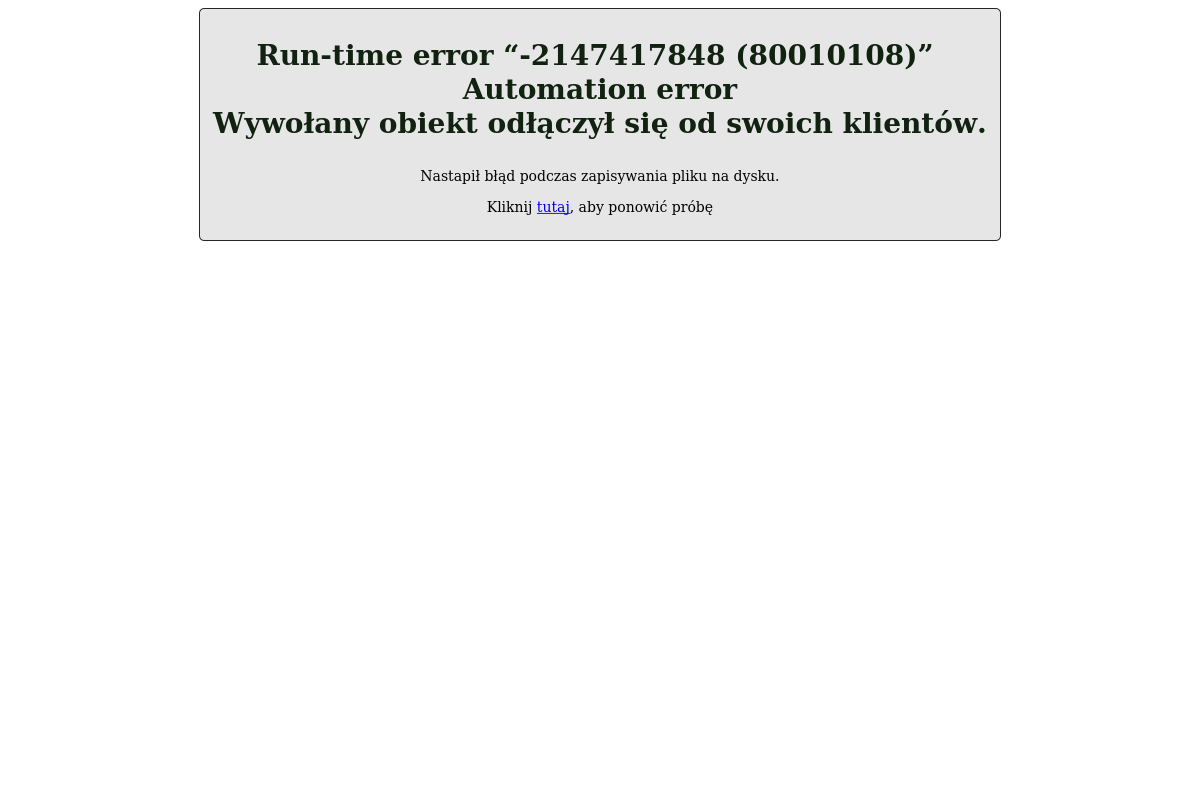 Run-time error “-2147417848 (80010108)”
Automation error
Wywołany obiekt odłączył się od swoich klientów.
Nastapił błąd podczas zapisywania pliku na dysku.
Kliknij tutaj, aby ponowić próbę